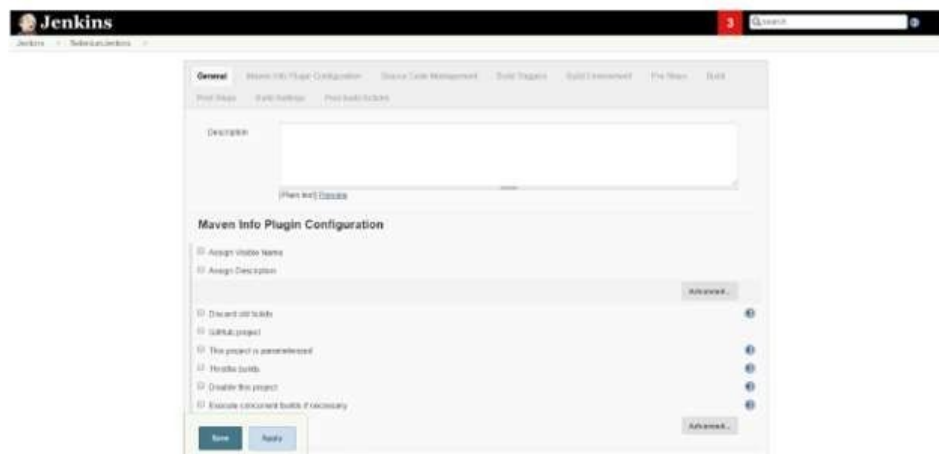 Jenkins
3
search
Jenkins
SeleniumJenkins
General Maven Info Plugin Configuration Source Code Management Build Triggers Build Environment Pre Steps Build
Post Steps Build Settings Post-build Actions
Description
[Plain text] Preview
Maven Info Plugin Configuration
Assign Visible Name
Assign Description
Advanced...
Discard old builds
GitHub project
This project is parameterized
Throttle builds
Disable this project
Execute concurrent builds if necessary
Advanced...
Save Apply